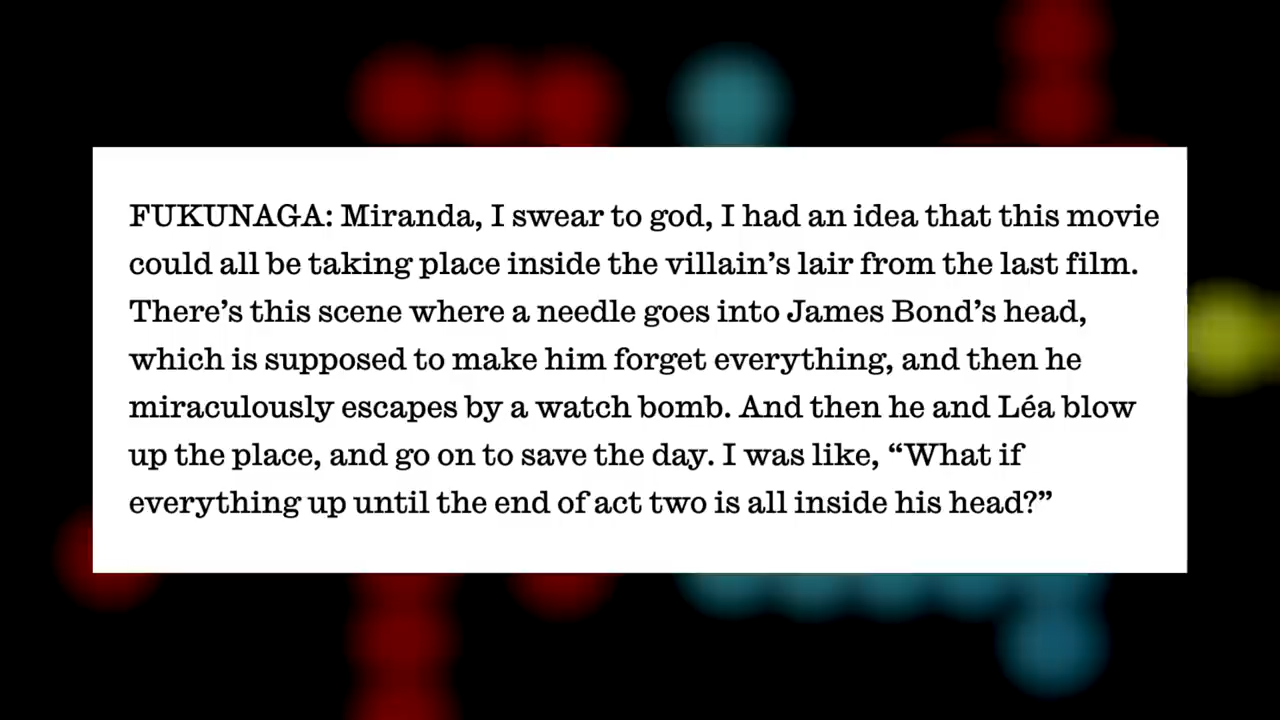 FUKUNAGA: Miranda, I swear to god, I had an idea that this movie
could all be taking place inside the villain’s lair from the last film.
There’s this scene where a needle goes into James Bond’s head,
which is supposed to make him forget everything, and then he
miraculously escapes by a watch bomb. And then he and Léa blow
up the place, and go on to save the day. I was like, “What if
everything up until the end of act two is all inside his head?”